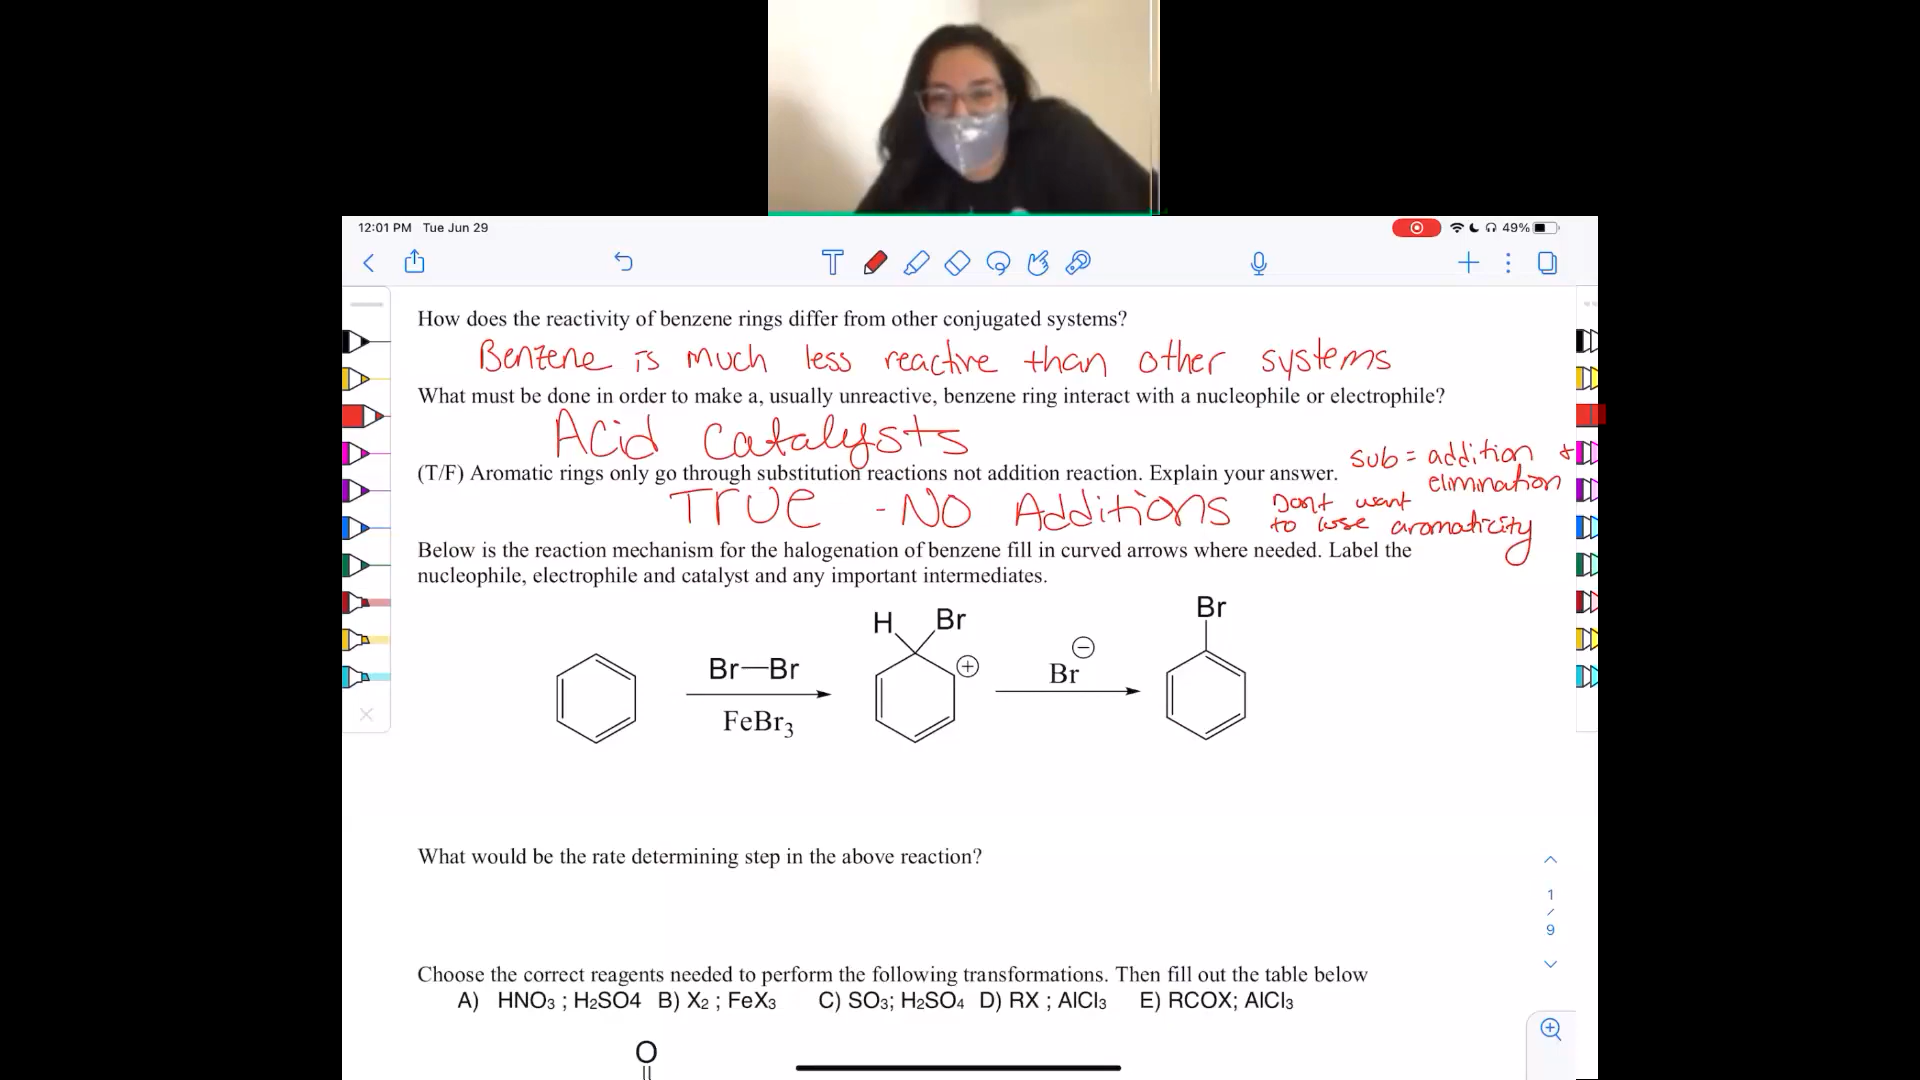 12:01 PM Tue Jun 29
49%
How does the reactivity of benzene rings differ from other conjugated systems?
Benzene is much less reactive than other systems
What must be done in order to make a, usually unreactive, benzene ring interact with a nucleophile or electrophile?
Acid catalysts
sub = addition &
elimination
(T/F) Aromatic rings only go through substitution reactions not addition reaction. Explain your answer.
TRUE - NO Additions
Dont want
to lose aromaticity
Below is the reaction mechanism for the halogenation of benzene fill in curved arrows where needed. Label the
nucleophile, electrophile and catalyst and any important intermediates.
Br—Br
FeBr3
H Br
+
Br −
Br
What would be the rate determining step in the above reaction?
1
/
9
Choose the correct reagents needed to perform the following transformations. Then fill out the table below
A) HNO3 ; H2SO4 B) X2 ; FeX3 C) SO3; H2SO4 D) RX ; AlCl3 E) RCOX; AlCl3
O